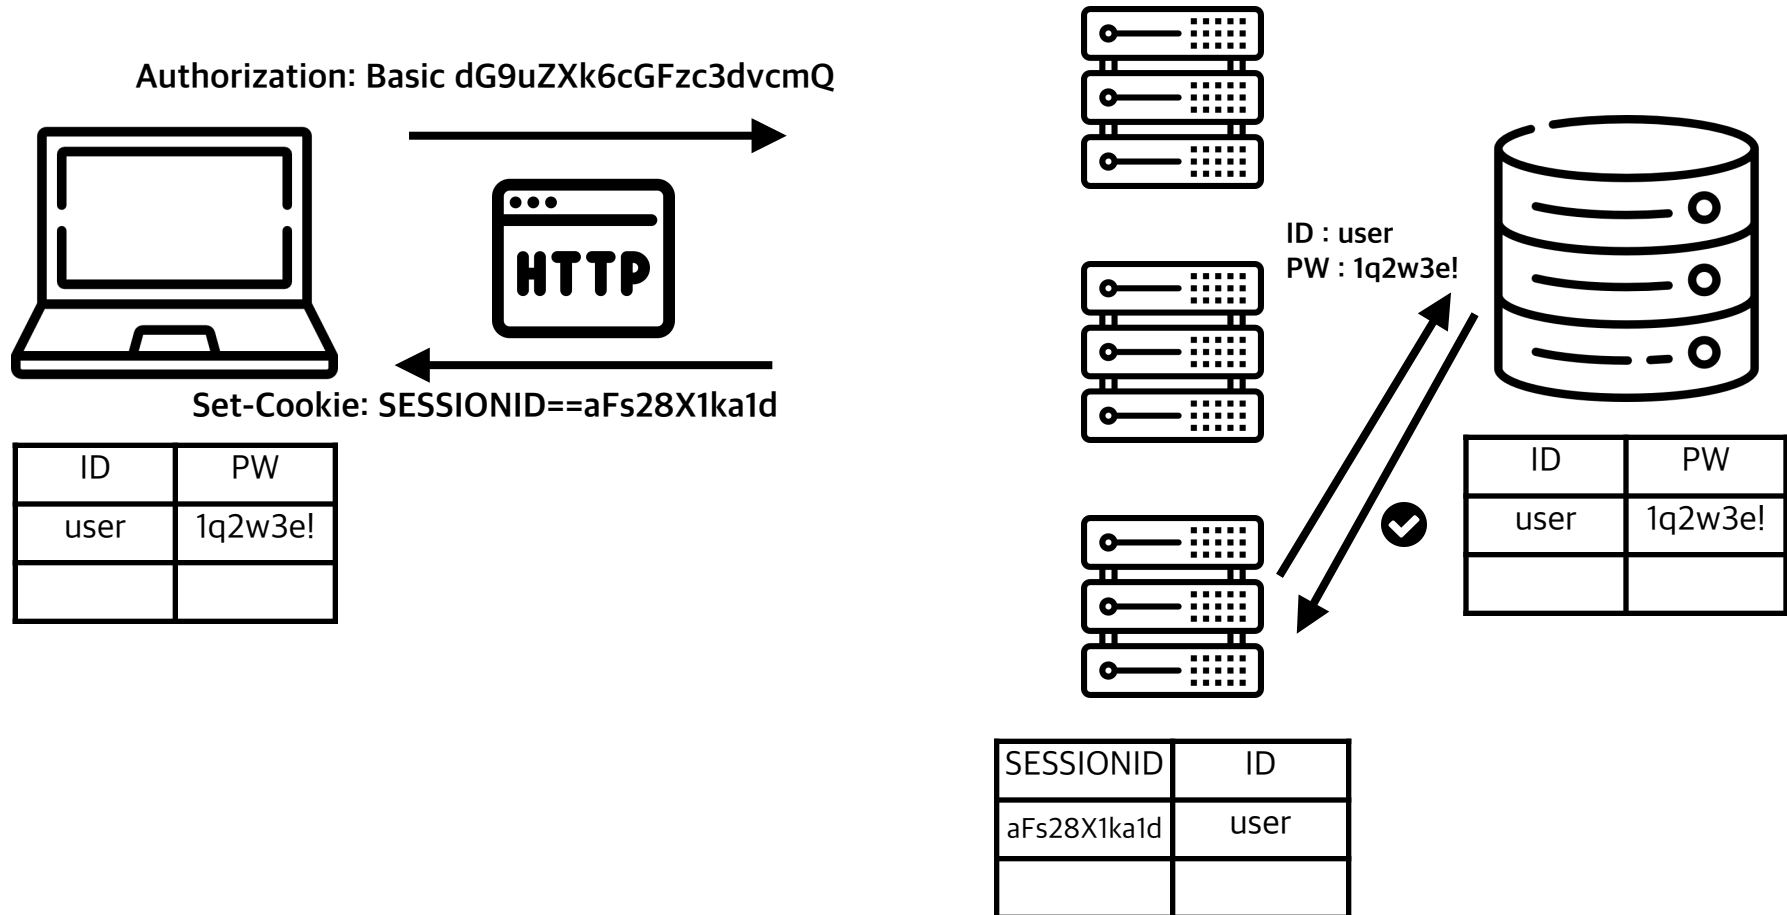 Authorization: Basic dG9uZXk6cGFzc3dvcmQ
HTTP
Set-Cookie: SESSIONID==aFs28X1ka1d
ID PW
user 1q2w3e!
ID : user
PW : 1q2w3e!
ID PW
user 1q2w3e!
SESSIONID ID
aFs28X1ka1d user